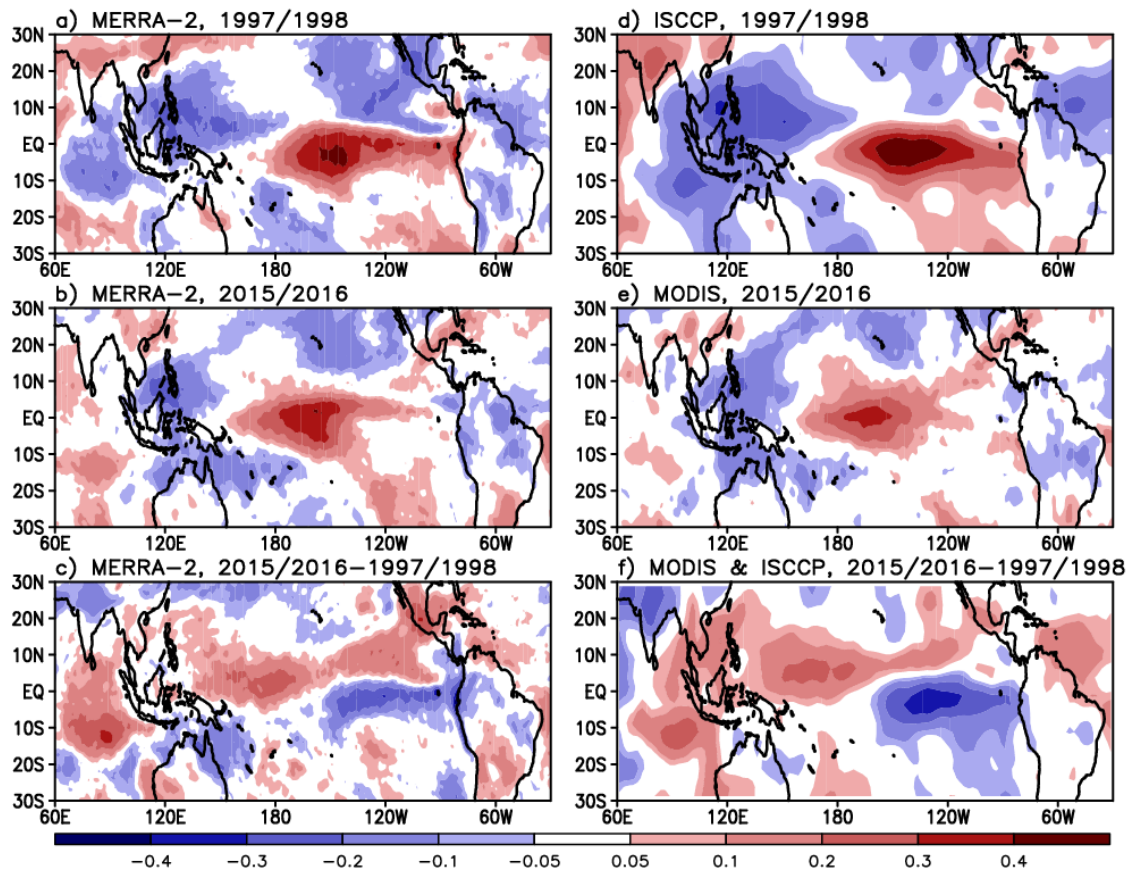 a) MERRA-2, 1997/1998
30N
20N
10N
EQ
10S
20S
30S
60E 120E 180 120W 60W
d) ISCCP, 1997/1998
30N
20N
10N
EQ
10S
20S
30S
60E 120E 180 120W 60W
b) MERRA-2, 2015/2016
30N
20N
10N
EQ
10S
20S
30S
60E 120E 180 120W 60W
e) MODIS, 2015/2016
30N
20N
10N
EQ
10S
20S
30S
60E 120E 180 120W 60W
c) MERRA-2, 2015/2016-1997/1998
30N
20N
10N
EQ
10S
20S
30S
60E 120E 180 120W 60W
f) MODIS & ISCCP, 2015/2016-1997/1998
30N
20N
10N
EQ
10S
20S
30S
60E 120E 180 120W 60W
-0.4 -0.3 -0.2 -0.1 -0.05 0.05 0.1 0.2 0.3 0.4